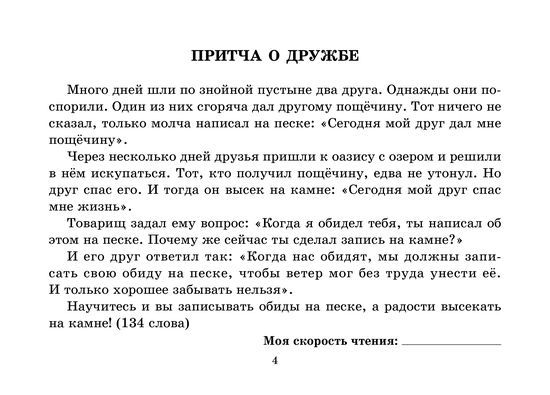 ПРИТЧА О ДРУЖБЕ
Много дней шли по знойной пустыне два друга. Однажды они по-
спорили. Один из них сгоряча дал другому пощёчину. Тот ничего не
сказал, только молча написал на песке: «Сегодня мой друг дал мне
пощёчину».
Через несколько дней друзья пришли к оазису с озером и решили
в нём искупаться. Тот, кто получил пощёчину, едва не утонул. Но
друг спас его. И тогда он высек на камне: «Сегодня мой друг спас
мне жизнь».
Товарищ задал ему вопрос: «Когда я обидел тебя, ты написал об
этом на песке. Почему же сейчас ты сделал запись на камне?»
И его друг ответил так: «Когда нас обидят, мы должны запи-
сать свою обиду на песке, чтобы ветер мог без труда унести её.
И только хорошее забывать нельзя».
Научитесь и вы записывать обиды на песке, а радости высекать
на камне! (134 слова)
Моя скорость чтения:
4